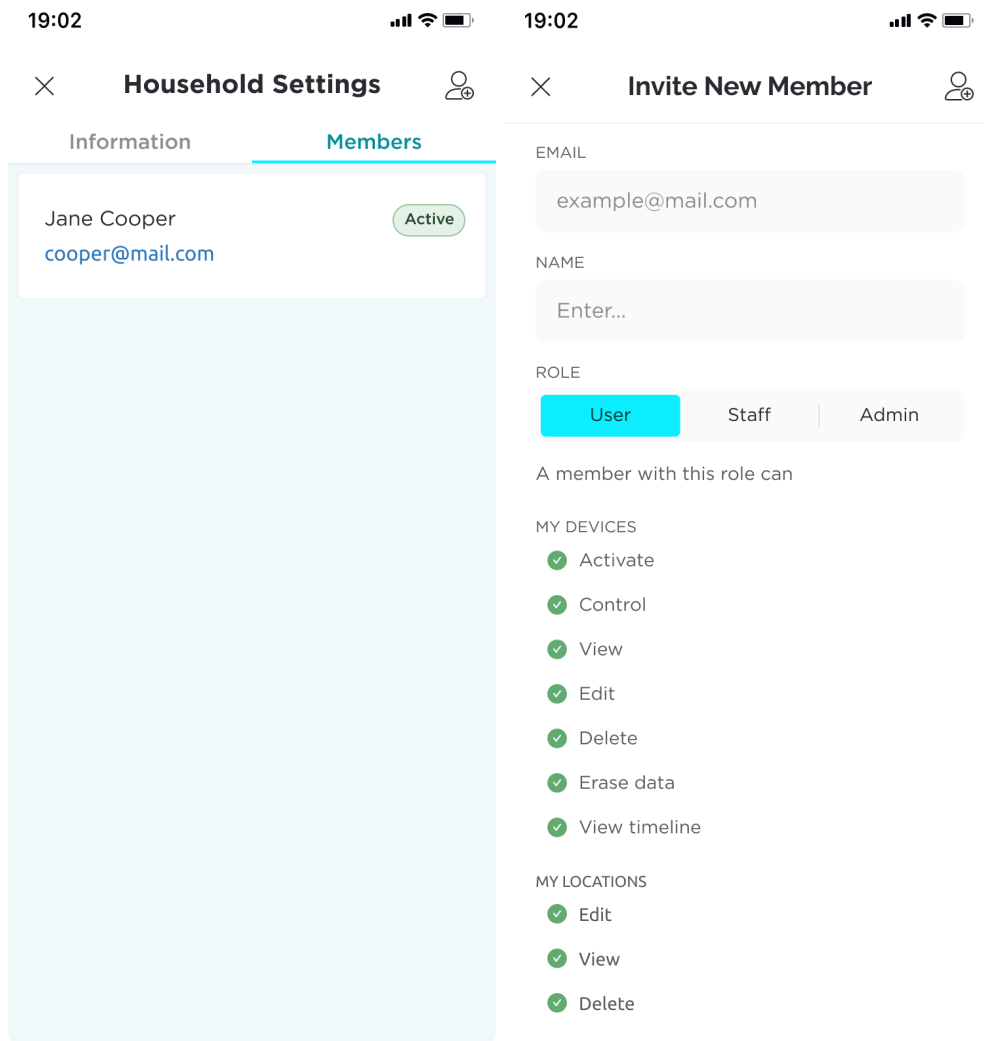 19:02
Household Settings
Information Members
Jane Cooper
Active
cooper@mail.com
19:02
Invite New Member
EMAIL
example@mail.com
NAME
Enter...
ROLE
User Staff Admin
A member with this role can
MY DEVICES
Activate
Control
View
Edit
Delete
Erase data
View timeline
MY LOCATIONS
Edit
View
Delete